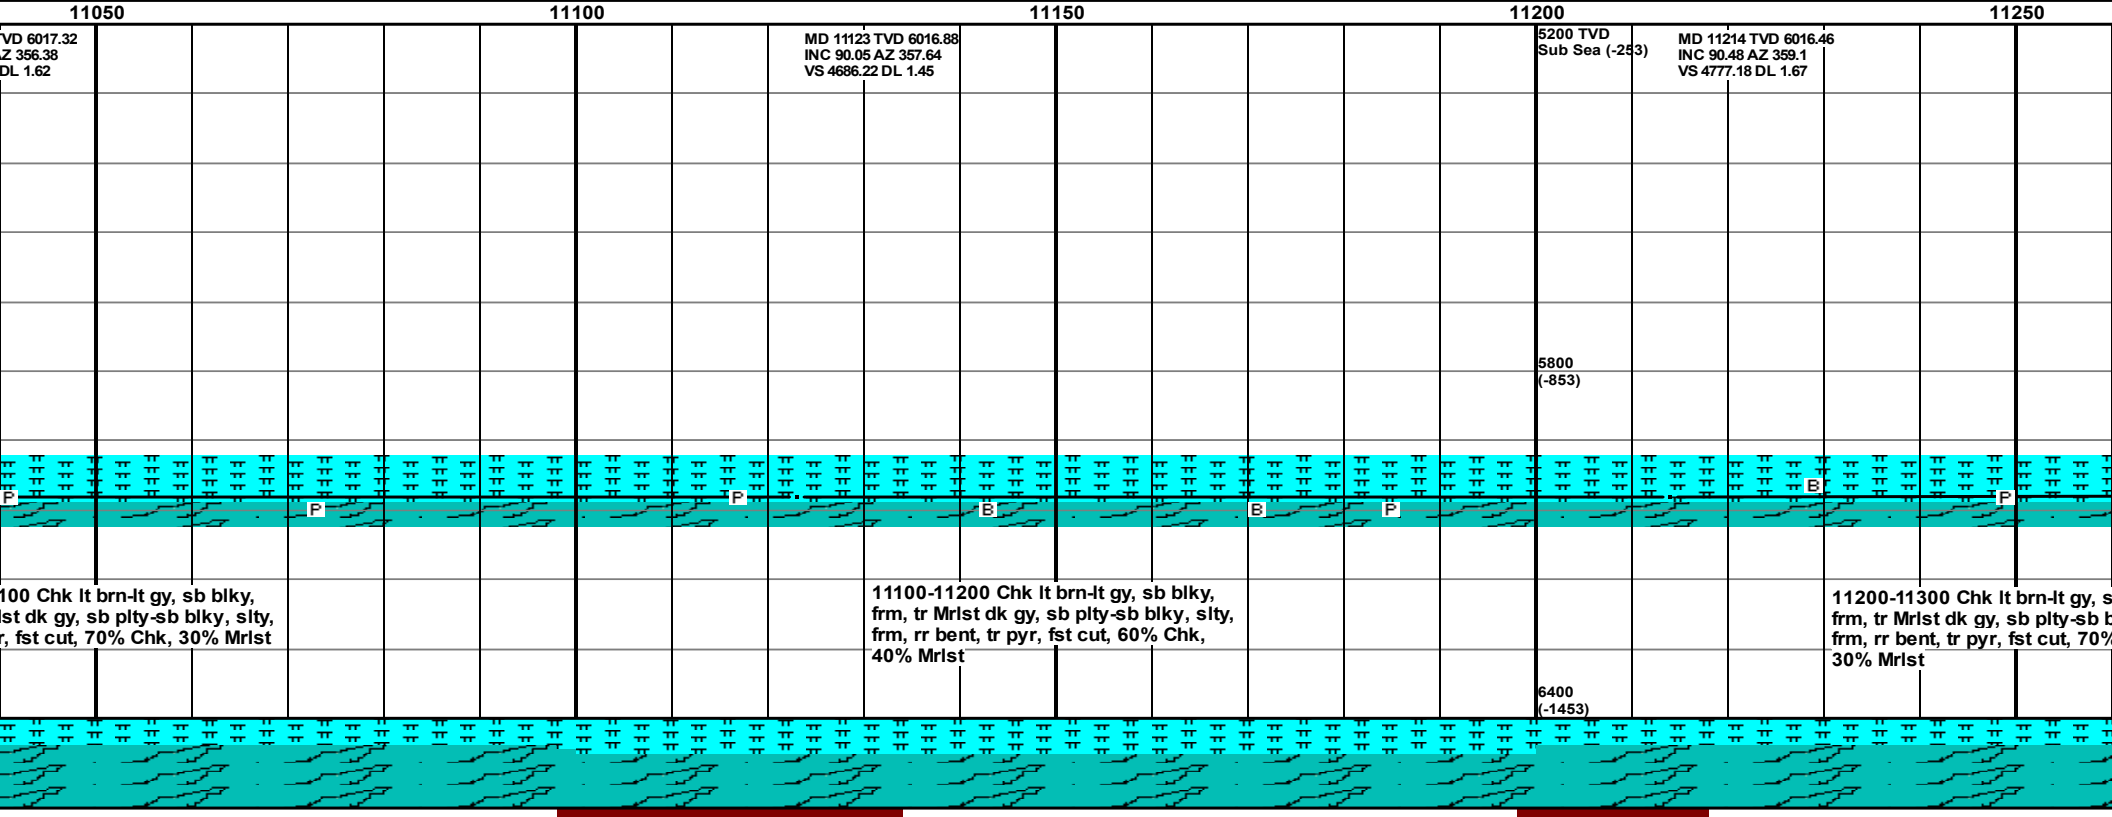 11050 11100 11150 11200 11250
TVD 6017.32
AZ 356.38
DL 1.62
MD 11123 TVD 6016.88
INC 90.05 AZ 357.64
VS 4686.22 DL 1.45
5200 TVD
Sub Sea (-253)
MD 11214 TVD 6016.46
INC 90.48 AZ 359.1
VS 4777.18 DL 1.67
5800
(-853)
P P B P
P B B P
100 Chk lt brn-lt gy, sb blky,
lst dk gy, sb plty-sb blky, slty,
r, fst cut, 70% Chk, 30% Mrlst
11100-11200 Chk lt brn-lt gy, sb blky,
frm, tr Mrlst dk gy, sb plty-sb blky, slty,
frm, rr bent, tr pyr, fst cut, 60% Chk,
40% Mrlst
11200-11300 Chk lt brn-lt gy, s
frm, tr Mrlst dk gy, sb plty-sb b
frm, rr bent, tr pyr, fst cut, 70%
30% Mrlst
6400
(-1453)